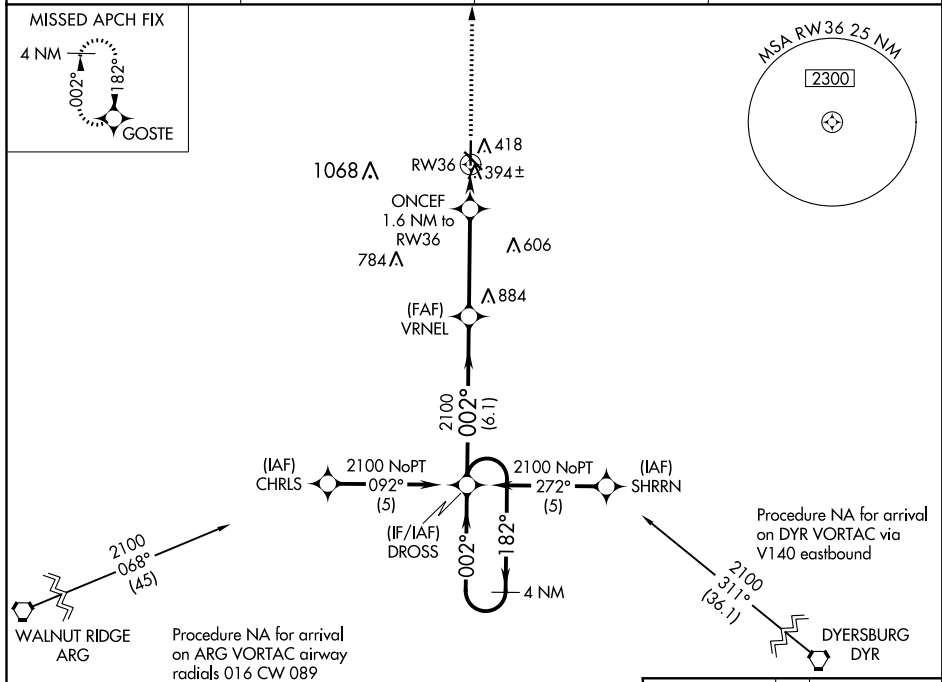 MISSED APCH FIX
4 NM
002°
182°
GOSTE
MSA RW36 25 NM
2300
418
1068
RW36
394±
ONCEF
1.6 NM to
RW36
606
784
884
(FAF)
VRNEL
2100
002°
(6.1)
(IAF)
CHRLS
2100 NoPT
092°
(5)
2100 NoPT
272°
(5)
(IAF)
SHRRN
(IF/IAF)
DROSS
002°
182°
4 NM
2100
068°
(45)
WALNUT RIDGE
ARG
Procedure NA for arrival
on ARG VORTAC airway
radials 016 CW 089
Procedure NA for arrival
on DYR VORTAC via
V140 eastbound
2100
311°
(36.1)
DYERSBURG
DYR